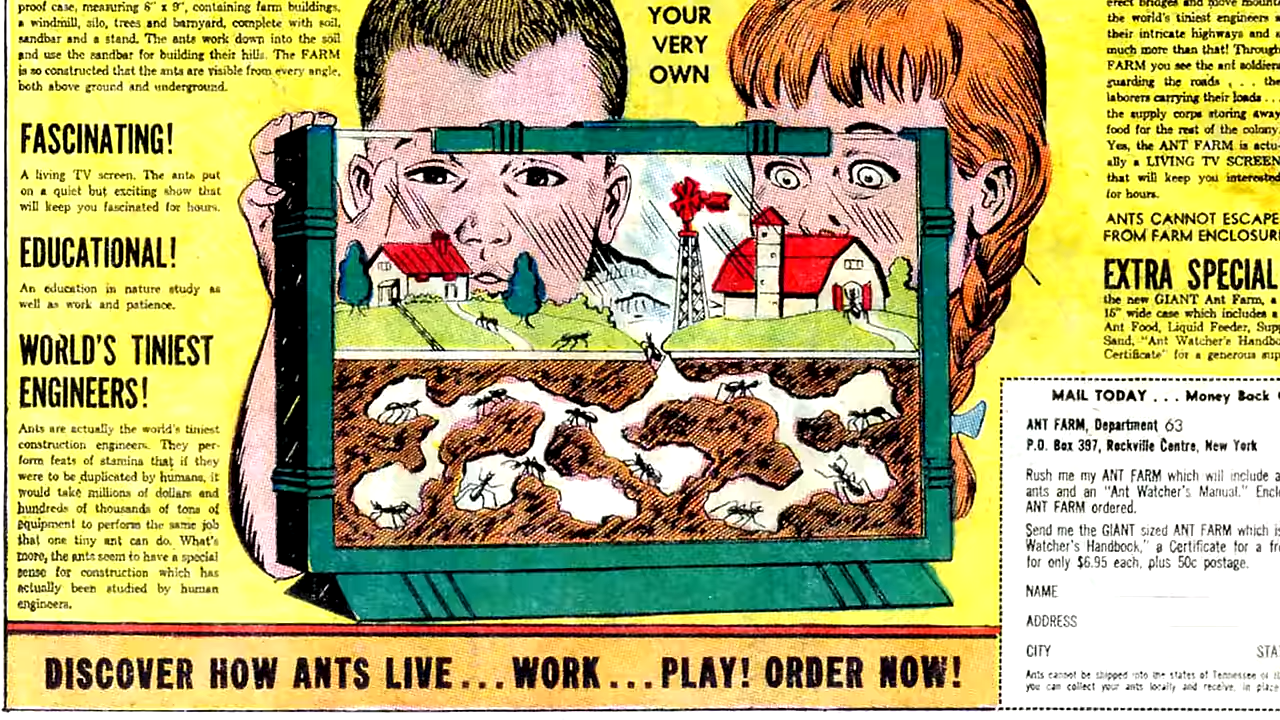 proof case, measuring 6" x 9", containing farm buildings,
a windmill, silo, trees and barnyard, complete with soil,
sandbar and a stand. The ants work down into the soil
and use the sandbar for building their hills. The FARM
is so constructed that the ants are visible from every angle,
both above ground and underground.
FASCINATING!
A living TV screen. The ants put
on a quiet but exciting show that
will keep you fascinated for hours.
EDUCATIONAL!
An education in nature study as
well as work and patience.
WORLD'S TINIEST
ENGINEERS!
Ants are actually the world's tiniest
construction engineers. They per-
form feats of stamina that if they
were to be duplicated by humans, it
would take millions of dollars and
hundreds of thousands of tons of
equipment to perform the same job
that one tiny ant can do. What's
more, the ants seem to have a special
sense for construction which has
actually been studied by human
engineers.
YOUR
VERY
OWN
erect bridges and move mount
the world's tiniest engineers
their intricate highways and
much more than that! Through
FARM you see the ant soldiers
guarding the roads . . . the
laborers carrying their loads . . .
the supply corps storing away
food for the rest of the colony.
Yes, the ANT FARM is actu-
ally a LIVING TV SCREEN
that will keep you interested
for hours.
ANTS CANNOT ESCAPE
FROM FARM ENCLOSUR
EXTRA SPECIAL
the new GIANT Ant Farm, a
15" wide case which includes a
Ant Food, Liquid Feeder, Sup
Sand, "Ant Watcher's Handbo
Certificate" for a generous sup
MAIL TODAY . . . Money Back
ANT FARM, Department 63
P.O. Box 397, Rockville Centre, New York
Rush me my ANT FARM which will include a
ants and an "Ant Watcher's Manual." Encl
ANT FARM ordered.
Send me the GIANT sized ANT FARM which is
Watcher's Handbook," a Certificate for a fr
for only $6.95 each, plus 50c postage.
NAME
ADDRESS
CITY STA
Ants cannot be shipped into the states of Tennessee or
you can collect your ants locally and receive, in place
DISCOVER HOW ANTS LIVE...WORK...PLAY! ORDER NOW!